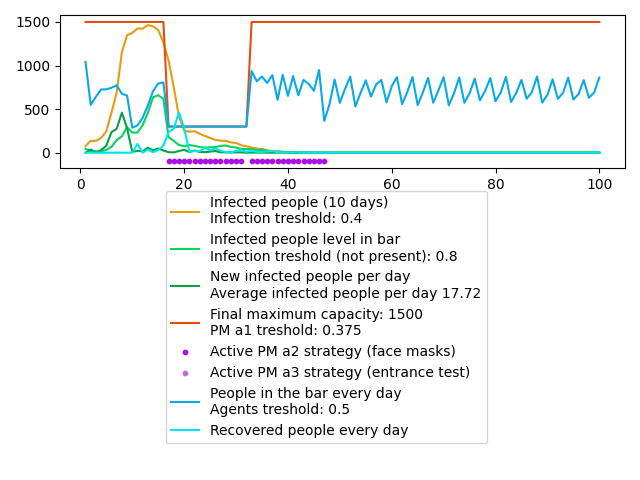 1500
1000
500
0
0 20 40 60 80 100
Infected people (10 days)
Infection treshold: 0.4
Infected people level in bar
Infection treshold (not present): 0.8
New infected people per day
Average infected people per day 17.72
Final maximum capacity: 1500
PM a1 treshold: 0.375
Active PM a2 strategy (face masks)
Active PM a3 strategy (entrance test)
People in the bar every day
Agents treshold: 0.5
Recovered people every day